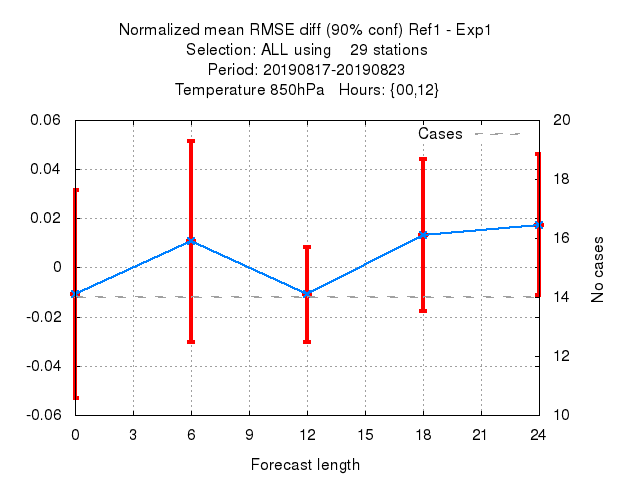 Normalized mean RMSE diff (90% conf) Ref1 - Exp1
Selection: ALL using    29 stations
Period: 20190817-20190823
Temperature 850hPa   Hours: {00,12}
Cases
0.06
0.04
0.02
0
-0.02
-0.04
-0.06
20
18
16
14
12
10
No cases
0 3 6 9 12 15 18 21 24
Forecast length